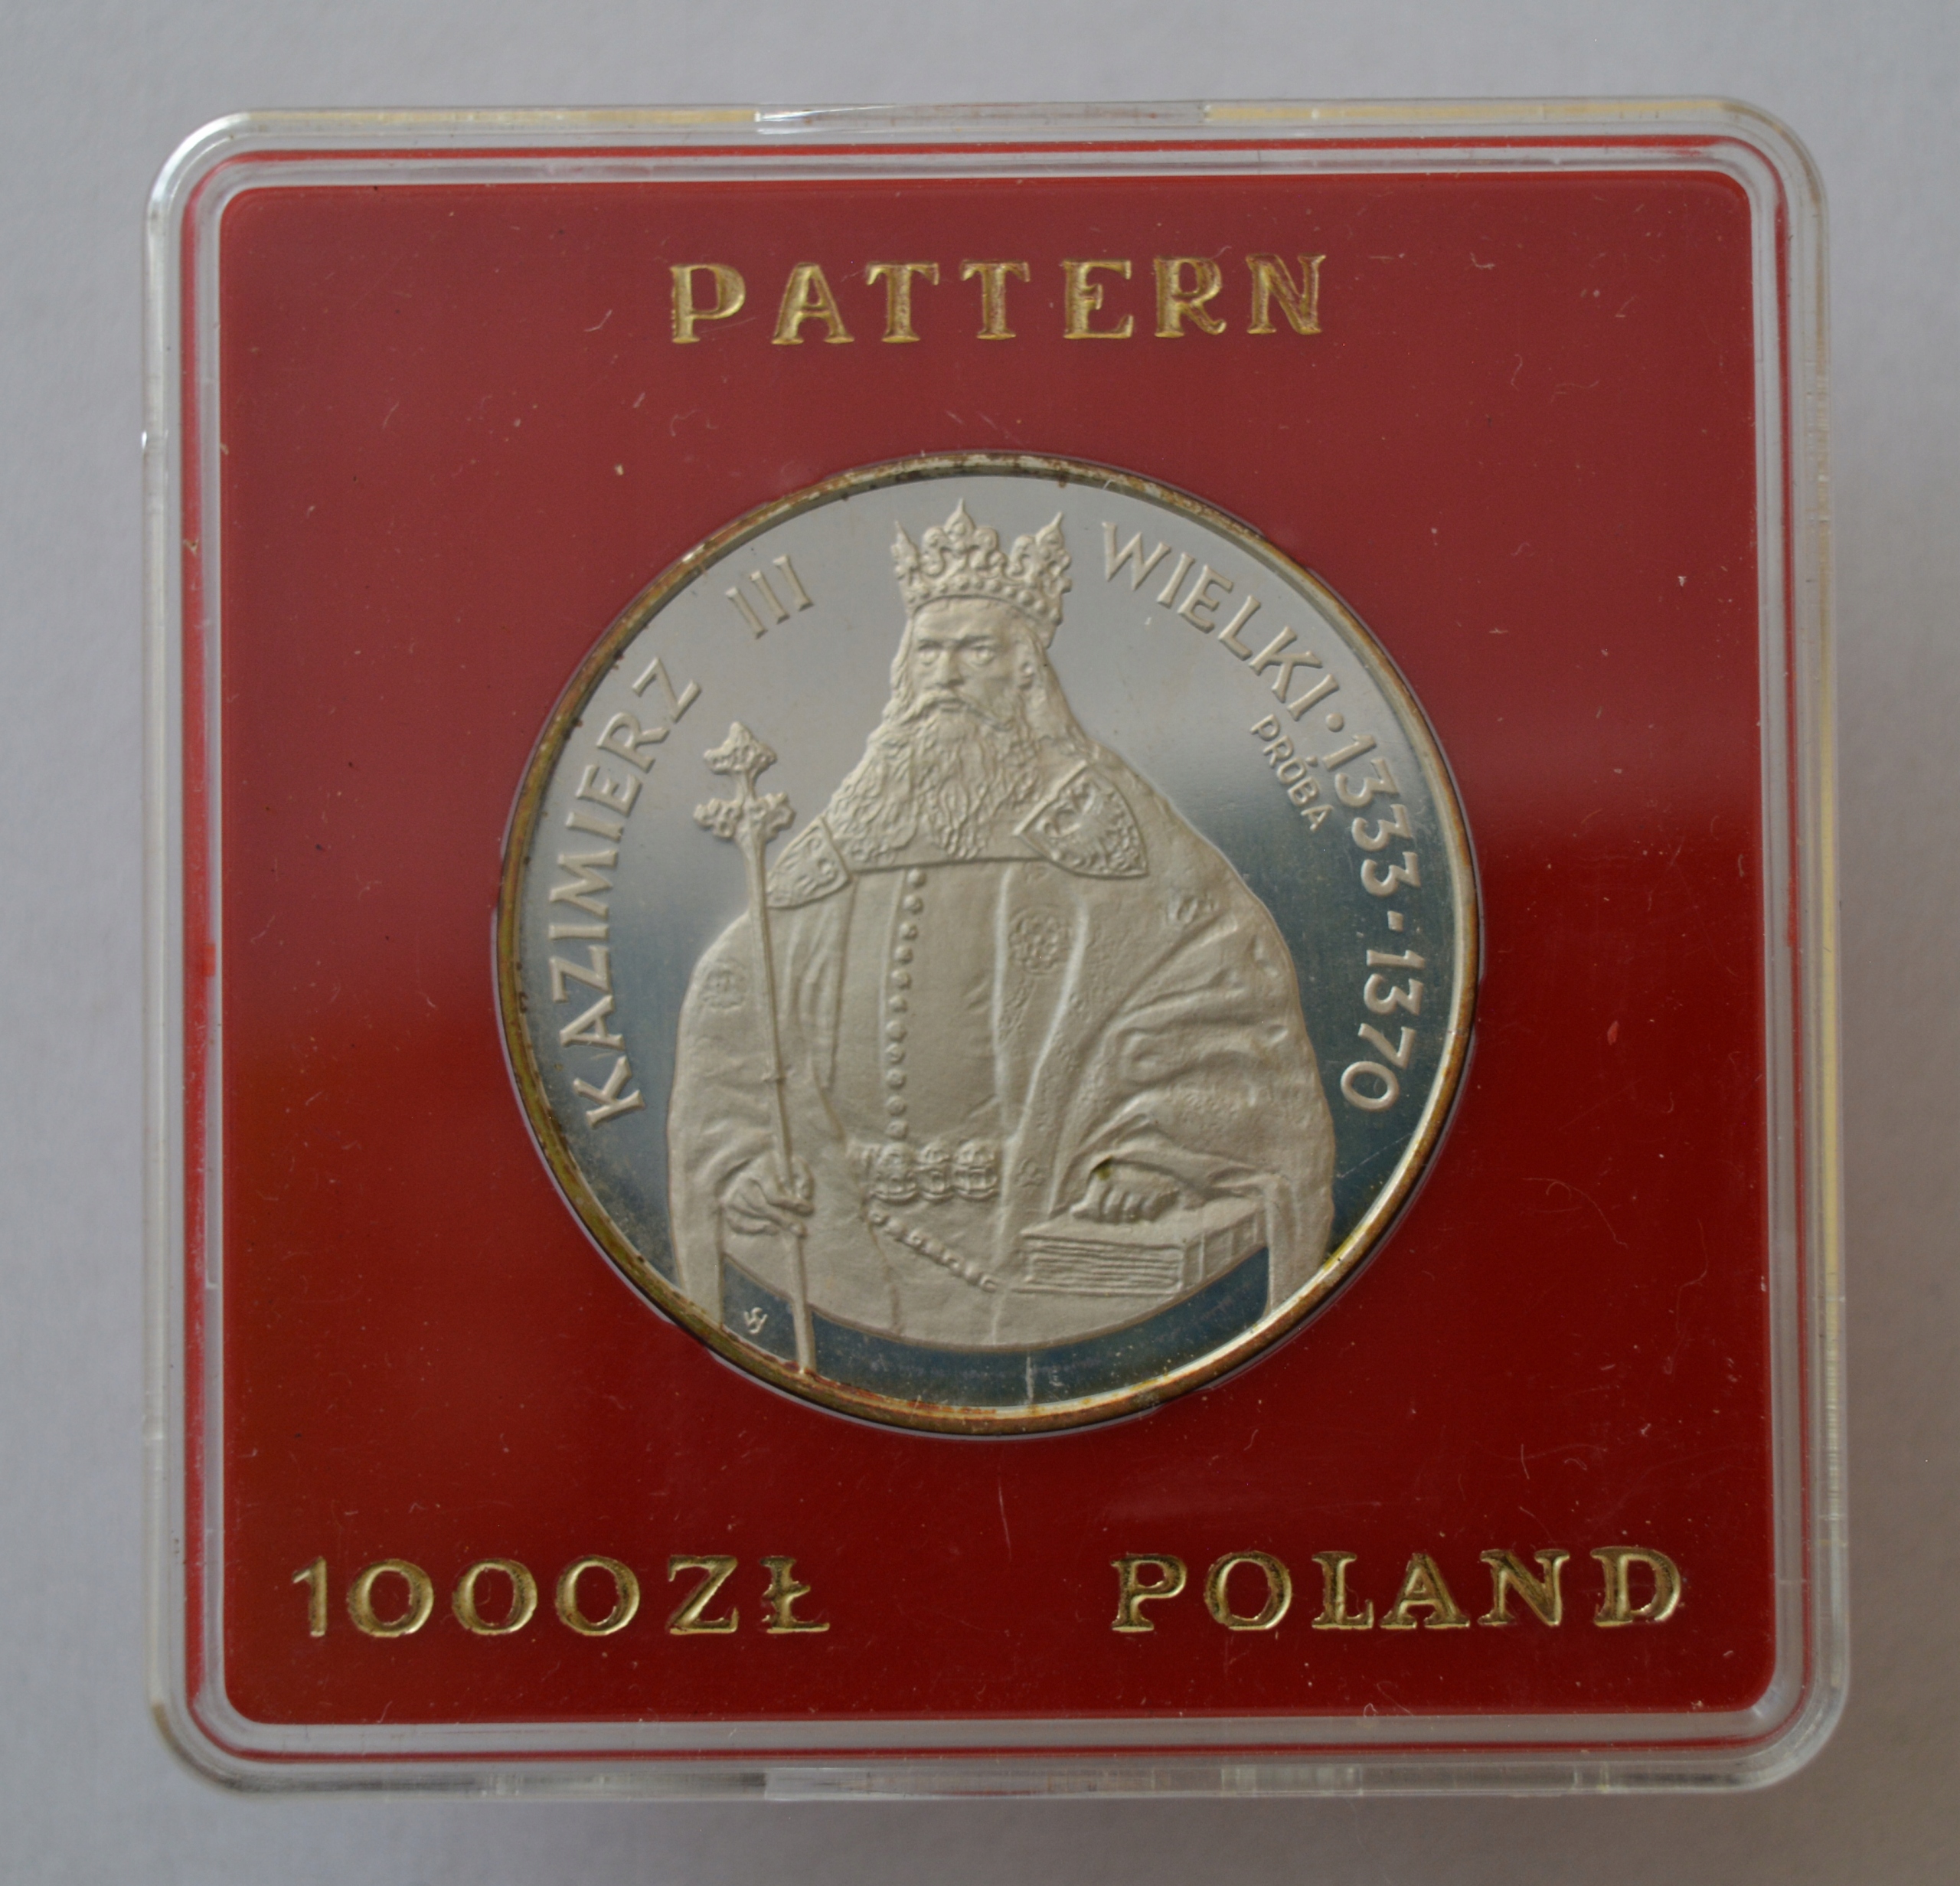 PATTERN
KAZIMIERZ III WIELKI · 1333-1370
PRÓBA
1000ZŁ POLAND